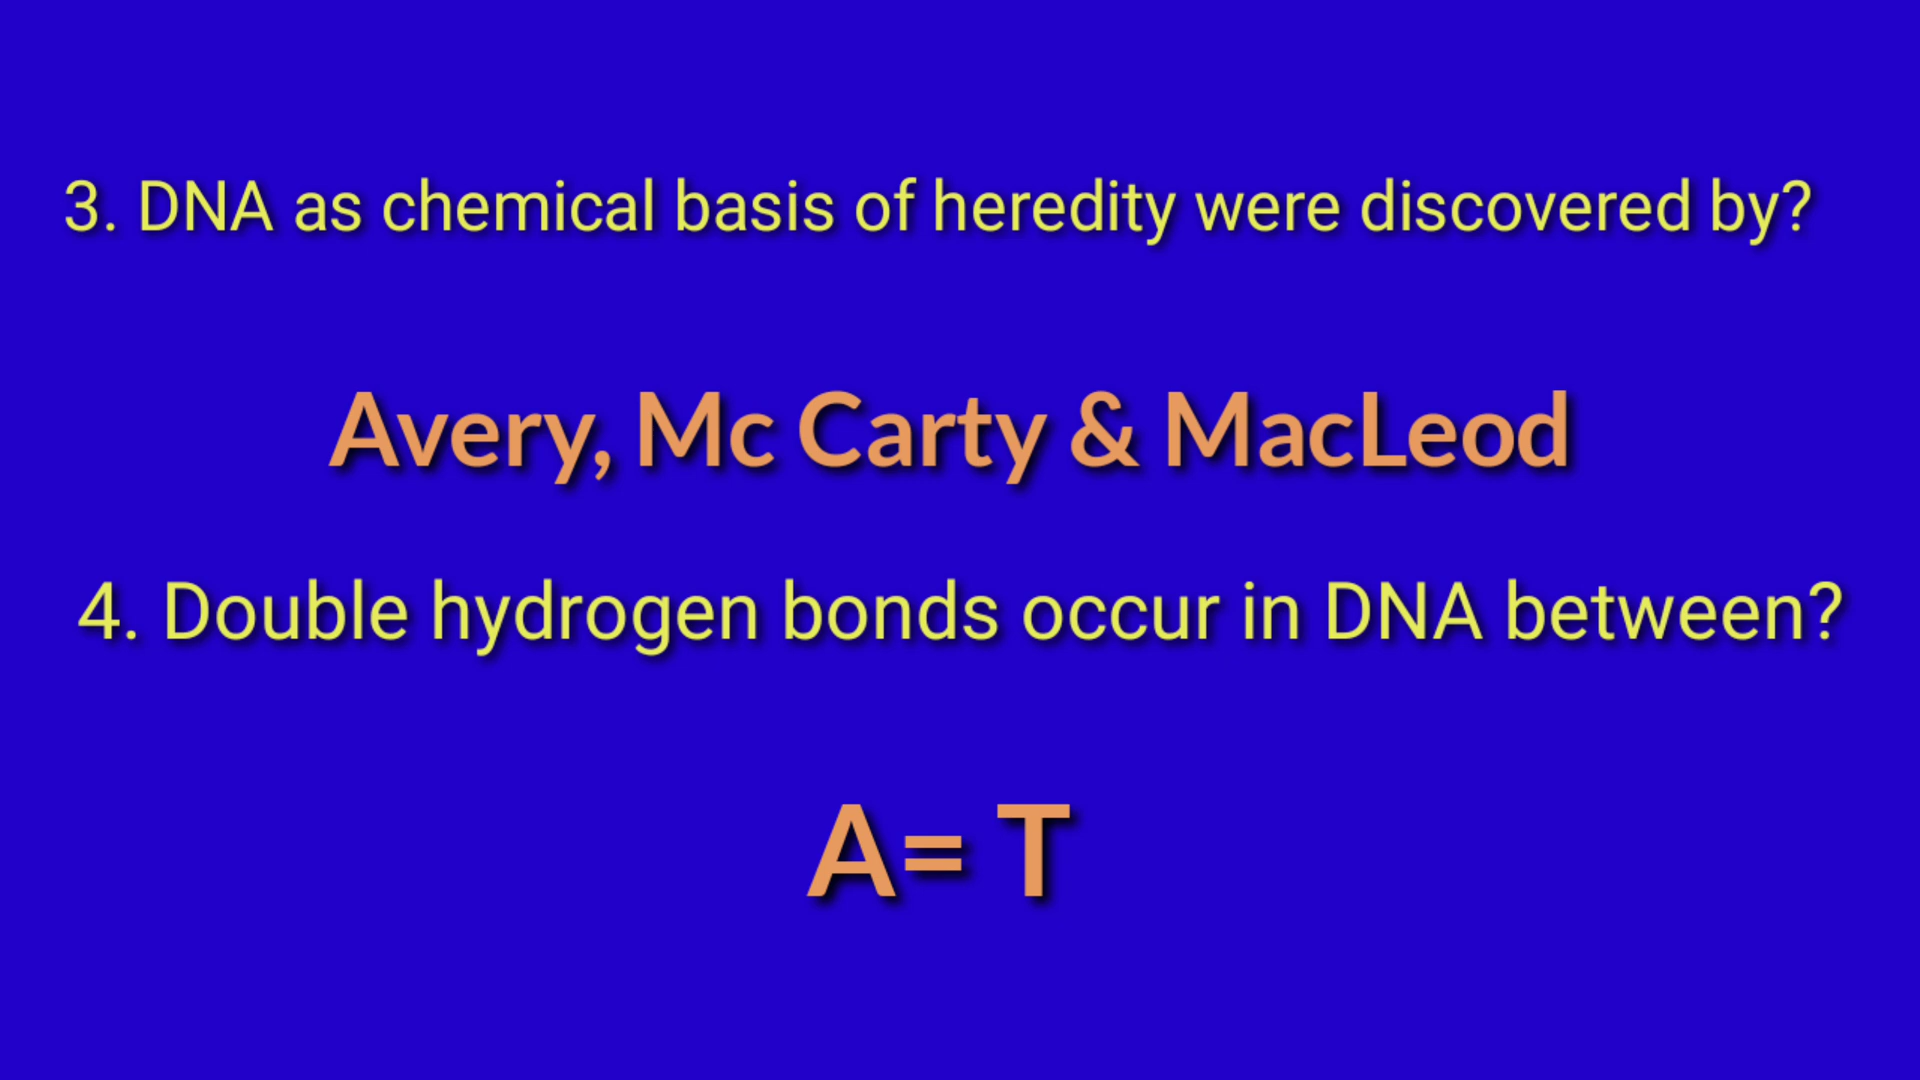 3. DNA as chemical basis of heredity were discovered by?
Avery, Mc Carty & MacLeod
4. Double hydrogen bonds occur in DNA between?
A= T